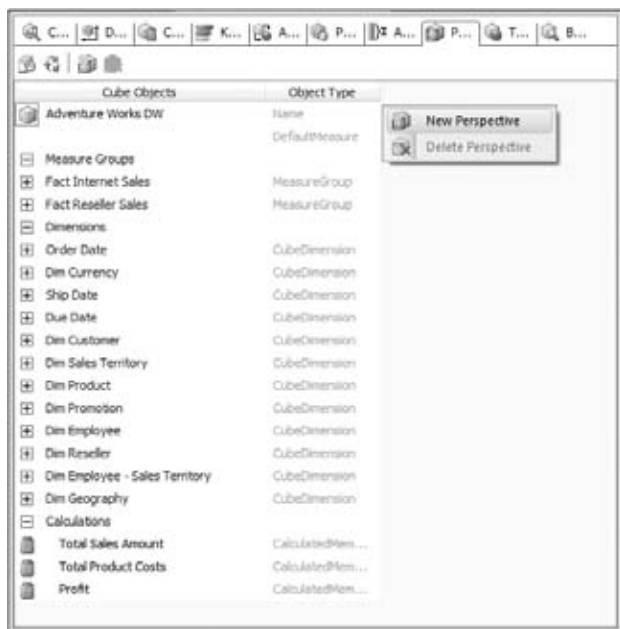 C... D... C... K... A... P... A... P... T... B...
Cube Objects Object Type
Adventure Works DW Name
DefaultMeasure
New Perspective
Delete Perspective
Measure Groups
Fact Internet Sales MeasureGroup
Fact Reseller Sales MeasureGroup
Dimensions
Order Date CubeDimension
Dim Currency CubeDimension
Ship Date CubeDimension
Due Date CubeDimension
Dim Customer CubeDimension
Dim Sales Territory CubeDimension
Dim Product CubeDimension
Dim Promotion CubeDimension
Dim Employee CubeDimension
Dim Reseller CubeDimension
Dim Employee - Sales Territory CubeDimension
Dim Geography CubeDimension
Calculations
Total Sales Amount CalculatedMem...
Total Product Costs CalculatedMem...
Profit CalculatedMem...